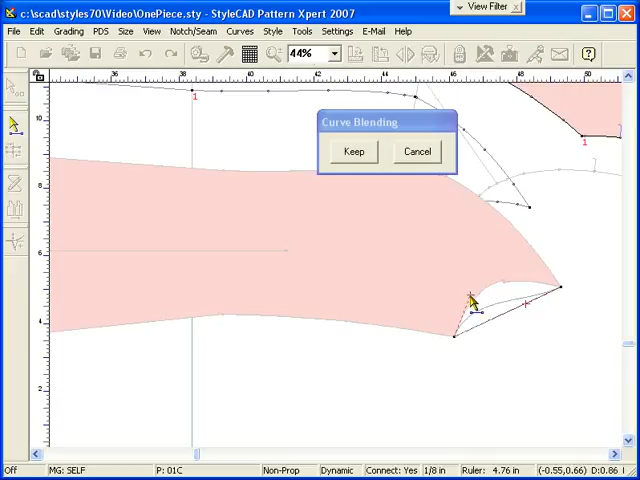 c:\scad\styles70\Video\OnePiece.sty - StyleCAD Pattern Xpert 2007
View Filter
File Edit Grading PDS Size View Notch/Seam Curves Style Tools Settings E-Mail Help
44%
36 38 40 42 44 46 48 50
10
8
6
4
2
1
1
Curve Blending
Keep Cancel
Off MG: SELF P: 01C Non-Prop Dynamic Connect: Yes 1/8 in Ruler: 4.76 in (-0.55,0.66) D:0.86